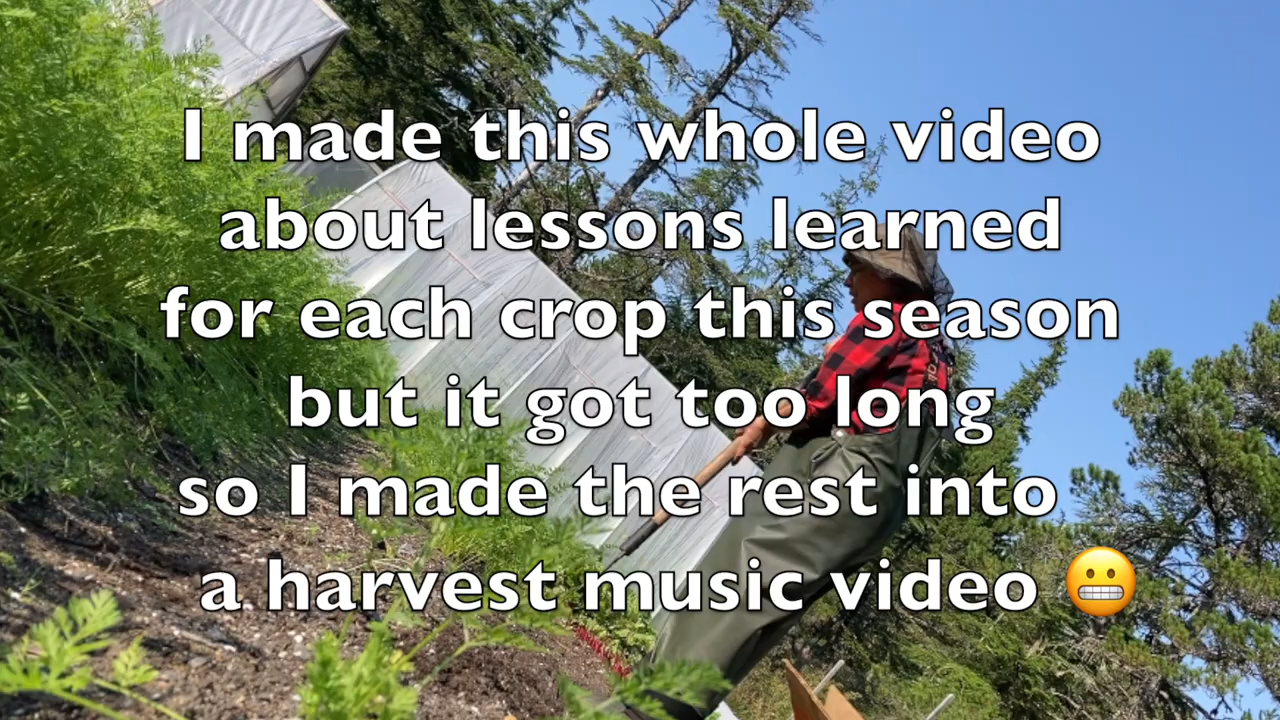 I made this whole video
about lessons learned
for each crop this season
but it got too long
so I made the rest into
a harvest music video 😬